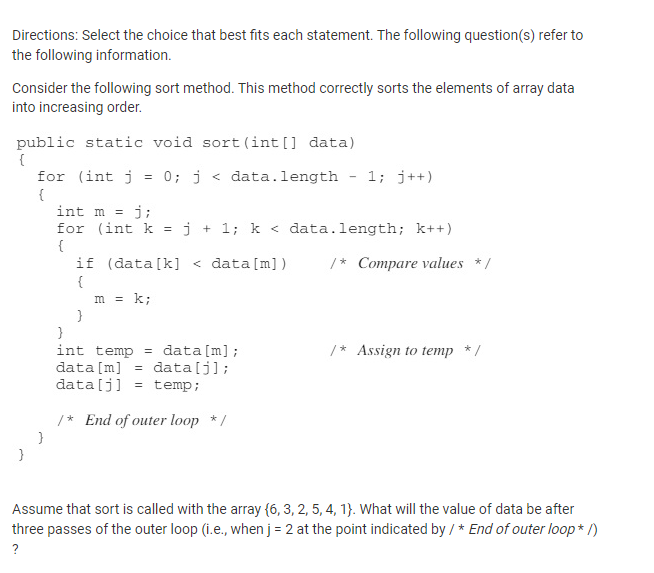 Directions: Select the choice that best fits each statement. The following question(s) refer to
the following information.
Consider the following sort method. This method correctly sorts the elements of array data
into increasing order.
public static void sort(int[] data)
{
for (int j = 0; j < data.length - 1; j++)
{
int m = j;
for (int k = j + 1; k < data.length; k++)
{
if (data[k] < data[m]) /* Compare values */
{
m = k;
}
}
int temp = data[m]; /* Assign to temp */
data[m] = data[j];
data[j] = temp;
/* End of outer loop */
}
}
Assume that sort is called with the array {6, 3, 2, 5, 4, 1}. What will the value of data be after
three passes of the outer loop (i.e., when j = 2 at the point indicated by / * End of outer loop * /)
?